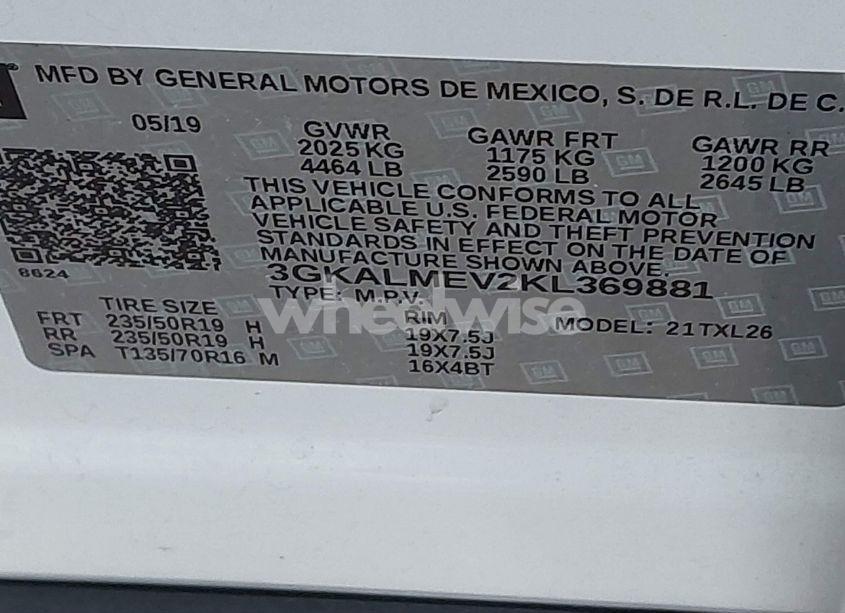 MFD BY GENERAL MOTORS DE MEXICO, S. DE R.L. DE C.
05/19
GVWR
2025 KG
4464 LB
GAWR FRT
1175 KG
2590 LB
GAWR RR
1200 KG
2645 LB
THIS VEHICLE CONFORMS TO ALL
APPLICABLE U.S. FEDERAL MOTOR
VEHICLE SAFETY AND THEFT PREVENTION
STANDARDS IN EFFECT ON THE DATE OF
MANUFACTURE SHOWN ABOVE.
8624
3GKALMEV2KL369881
TYPE: M.P.V.
MODEL: 21TXL26
TIRE SIZE RIM
FRT 235/50R19 H 19X7.5J
RR 235/50R19 H 19X7.5J
SPA T135/70R16 M 16X4BT
wheelwise